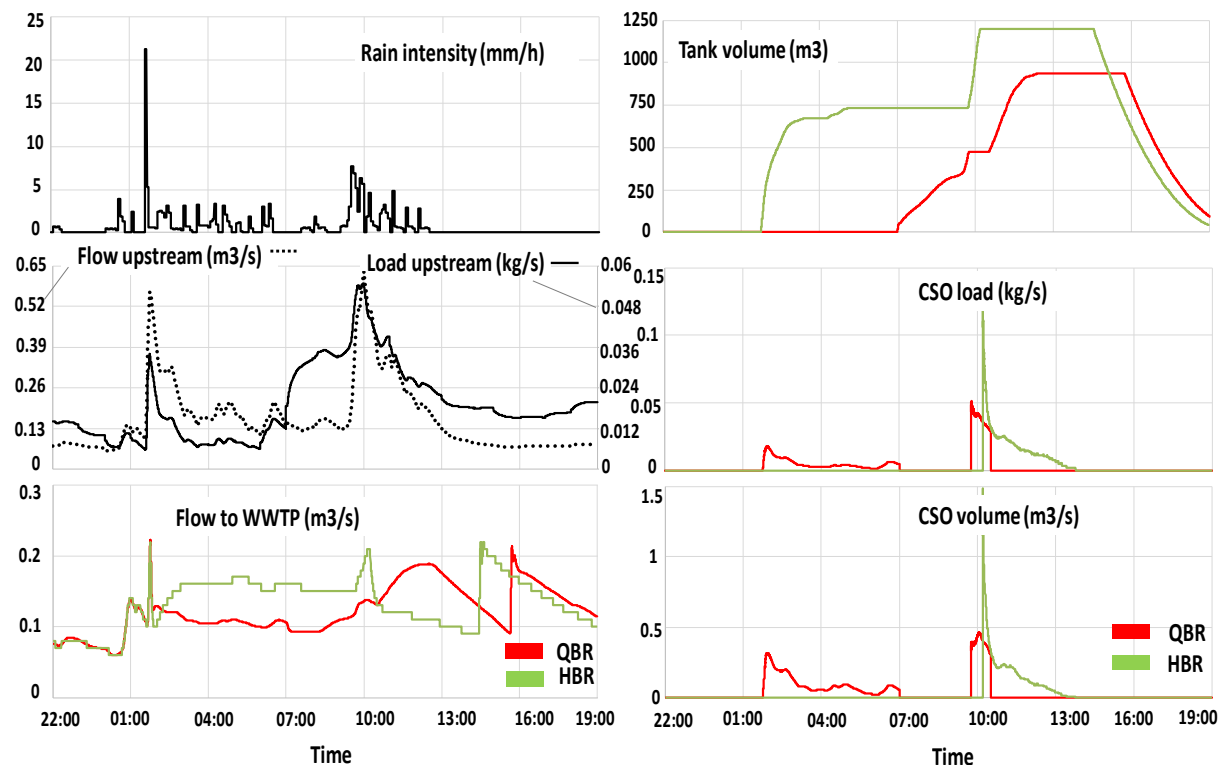 25
20
15
10
5
0
Rain intensity (mm/h)
Flow upstream (m3/s)
Load upstream (kg/s)
0.65
0.52
0.39
0.26
0.13
0
0.06
0.048
0.036
0.024
0.012
0
0.3
0.2
0.1
0
Flow to WWTP (m3/s)
QBR
HBR
22:00 01:00 04:00 07:00 10:00 13:00 16:00 19:00
Time
1250
1000
750
500
250
0
Tank volume (m3)
0.15
0.1
0.05
0
CSO load (kg/s)
1.5
1
0.5
0
CSO volume (m3/s)
QBR
HBR
22:00 01:00 04:00 07:00 10:00 13:00 16:00 19:00
Time